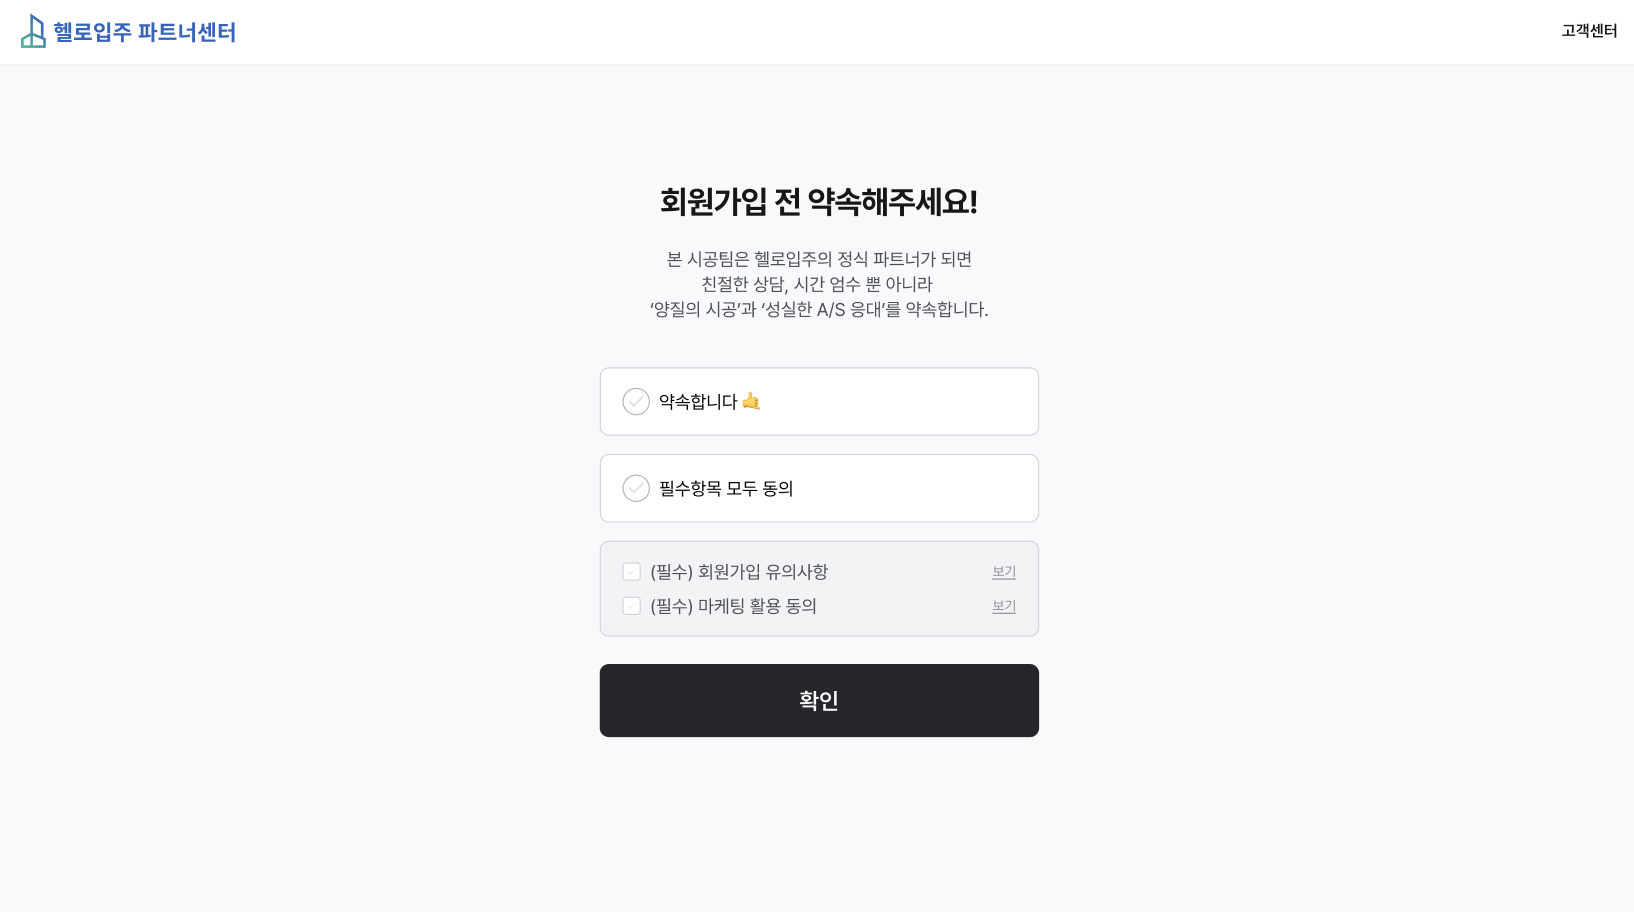 헬로입주 파트너센터
고객센터
회원가입 전 약속해주세요!
본 시공팀은 헬로입주의 정식 파트너가 되면
친절한 상담, 시간 엄수 뿐 아니라
‘양질의 시공’과 ‘성실한 A/S 응대’를 약속합니다.
약속합니다 🤙
필수항목 모두 동의
(필수) 회원가입 유의사항 보기
(필수) 마케팅 활용 동의 보기
확인